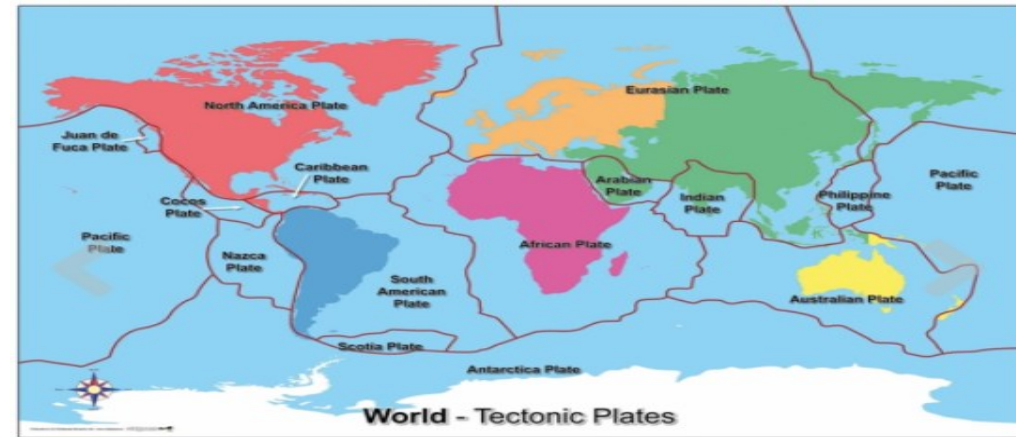 North America Plate
Eurasian Plate
Juan de
Fuca Plate
Caribbean
Plate
Cocos
Plate
Arabian
Plate
Indian
Plate
Philippine
Plate
Pacific
Plate
Pacific
Plate
Nazca
Plate
African Plate
South
American
Plate
Australian Plate
Scotia Plate
Antarctica Plate
World - Tectonic Plates